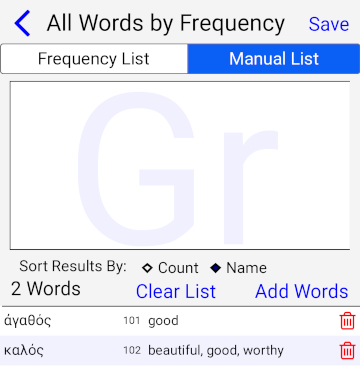 All Words by Frequency Save
Frequency List Manual List
Gr
Sort Results By: Count Name
2 Words Clear List Add Words
ἀγαθός 101 good
καλός 102 beautiful, good, worthy